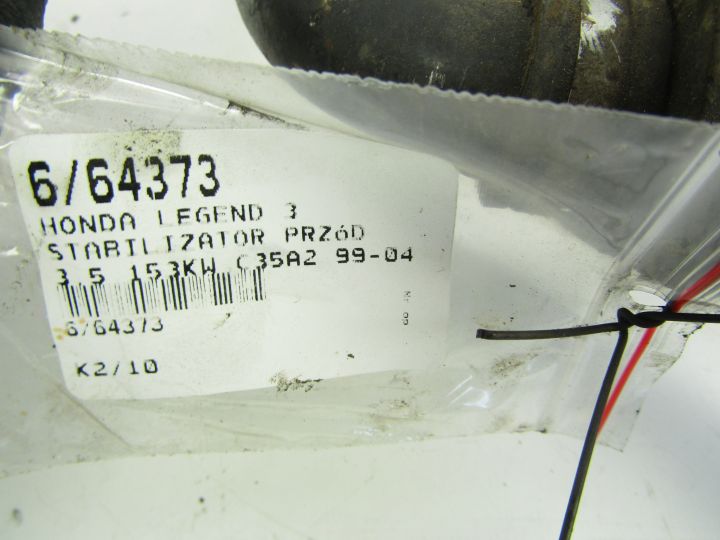 6/64373
HONDA LEGEND 3
STABILIZATOR PRZÓD
3.5 153KW C35A2 99-04
6/64373
K2/10